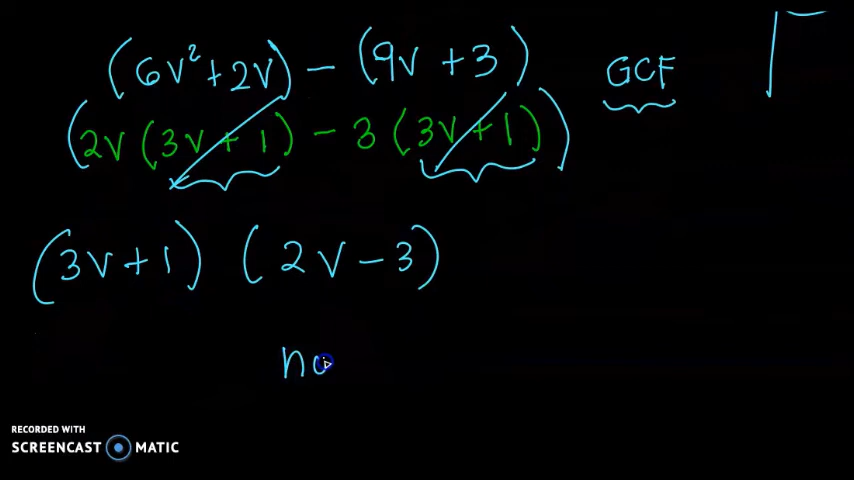 (6v² + 2v) - (9v + 3) GCF
(2v (3v + 1) - 3 (3v + 1))
(3v + 1) (2v - 3)
no
RECORDED WITH
SCREENCAST MATIC